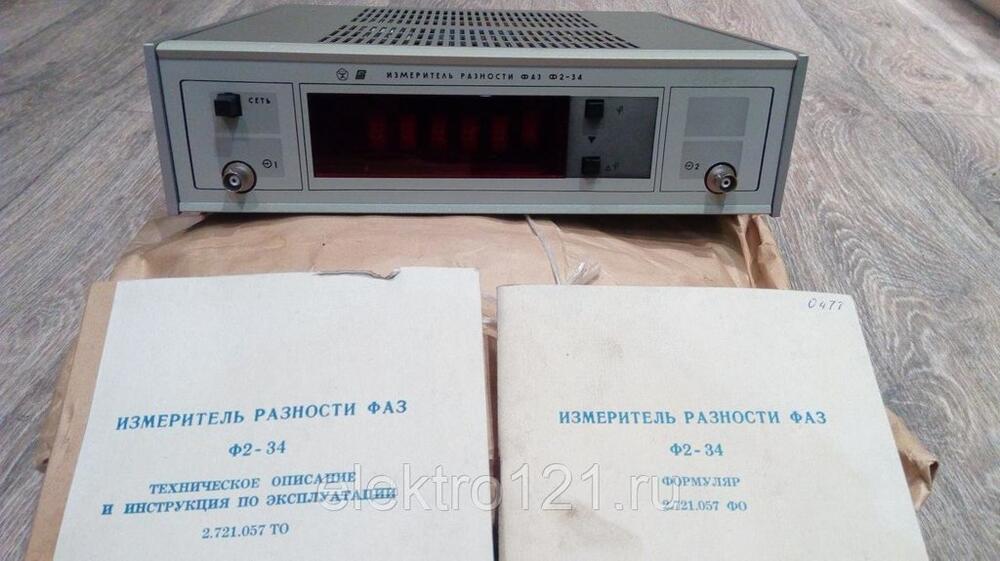 ИЗМЕРИТЕЛЬ РАЗНОСТИ ФАЗ Ф2-34
СЕТЬ
φ
1
Δφ
2
ИЗМЕРИТЕЛЬ РАЗНОСТИ ФАЗ
Ф2-34
ТЕХНИЧЕСКОЕ ОПИСАНИЕ
И ИНСТРУКЦИЯ ПО ЭКСПЛУАТАЦИИ
2.721.057 ТО
0477
ИЗМЕРИТЕЛЬ РАЗНОСТИ ФАЗ
Ф2-34
ФОРМУЛЯР
2.721.057 ФО
elektro121.ru